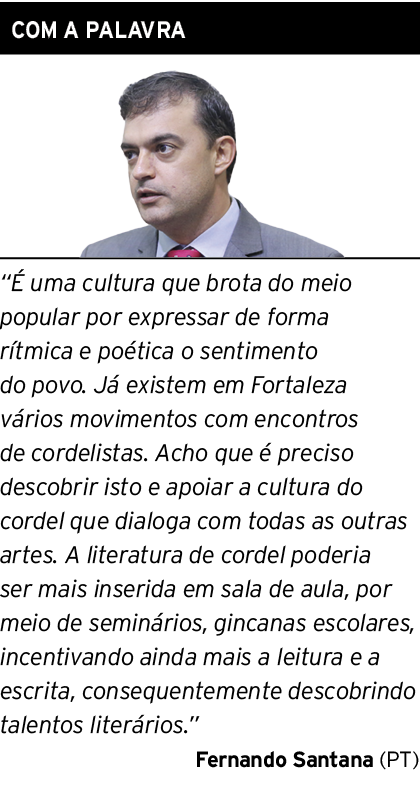 COM A PALAVRA
“É uma cultura que brota do meio
popular por expressar de forma
rítmica e poética o sentimento
do povo. Já existem em Fortaleza
vários movimentos com encontros
de cordelistas. Acho que é preciso
descobrir isto e apoiar a cultura do
cordel que dialoga com todas as outras
artes. A literatura de cordel poderia
ser mais inserida em sala de aula, por
meio de seminários, gincanas escolares,
incentivando ainda mais a leitura e a
escrita, consequentemente descobrindo
talentos literários.”
Fernando Santana (PT)